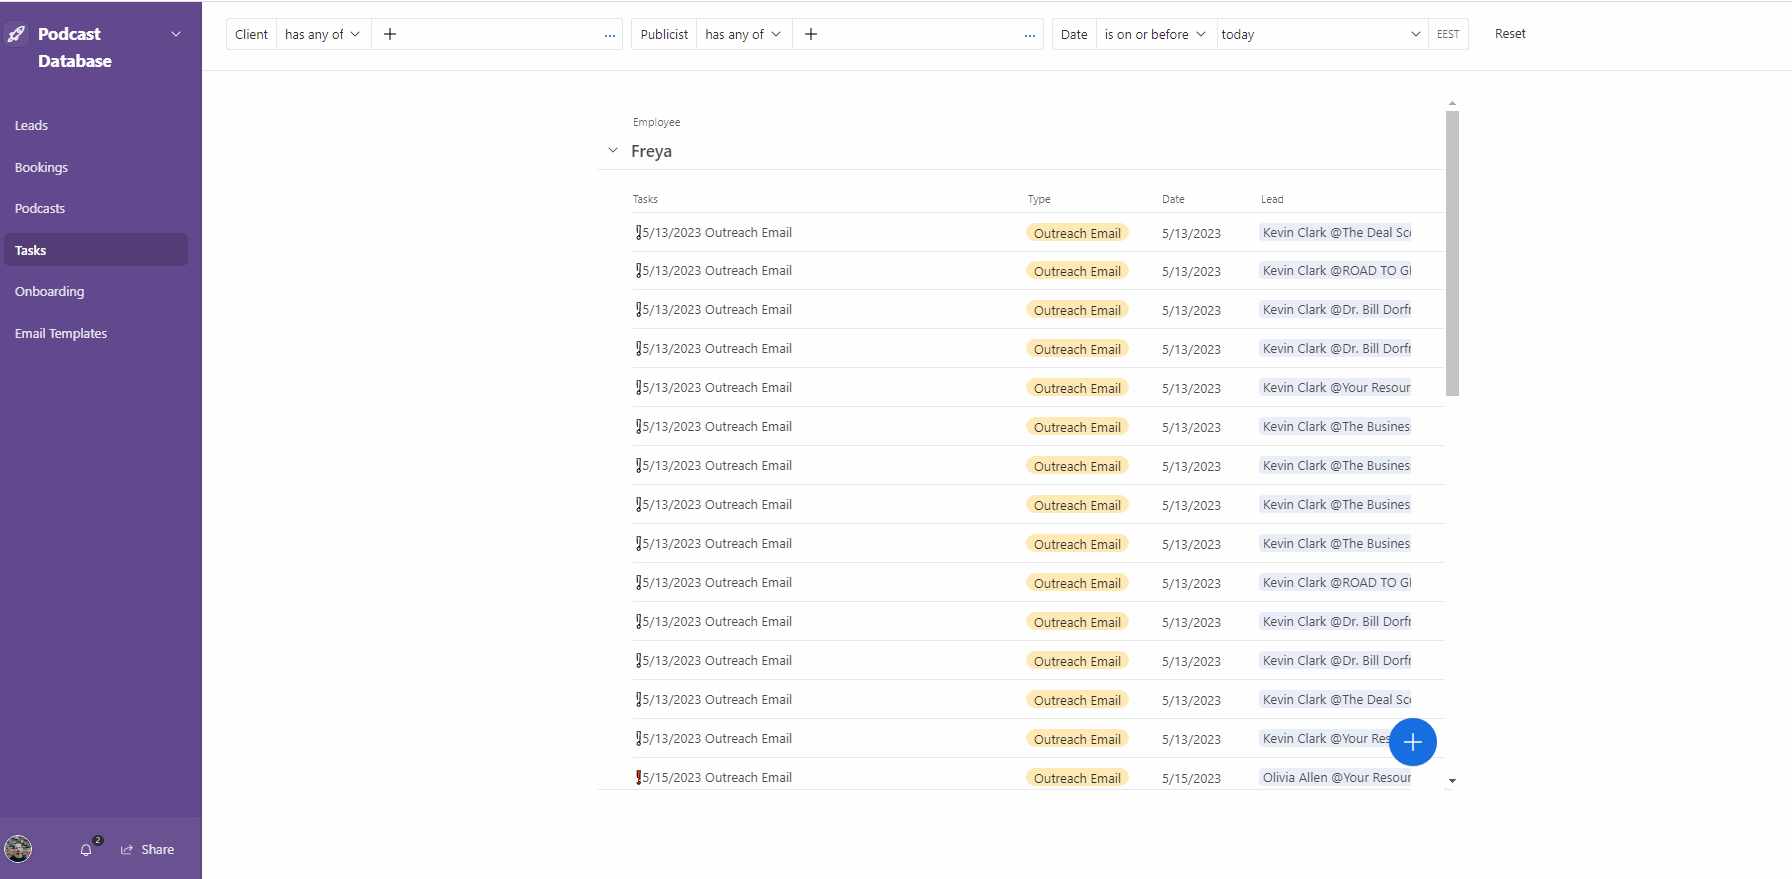 Podcast
Database
Leads
Bookings
Podcasts
Tasks
Onboarding
Email Templates
2
Share
Client has any of ... Publicist has any of ... Date is on or before today EEST Reset
Employee
Freya
Tasks Type Date Lead
5/13/2023 Outreach Email Outreach Email 5/13/2023 Kevin Clark @The Deal Sc
5/13/2023 Outreach Email Outreach Email 5/13/2023 Kevin Clark @ROAD TO G
5/13/2023 Outreach Email Outreach Email 5/13/2023 Kevin Clark @Dr. Bill Dorf
5/13/2023 Outreach Email Outreach Email 5/13/2023 Kevin Clark @Dr. Bill Dorf
5/13/2023 Outreach Email Outreach Email 5/13/2023 Kevin Clark @Your Resour
5/13/2023 Outreach Email Outreach Email 5/13/2023 Kevin Clark @The Busines
5/13/2023 Outreach Email Outreach Email 5/13/2023 Kevin Clark @The Busines
5/13/2023 Outreach Email Outreach Email 5/13/2023 Kevin Clark @The Busines
5/13/2023 Outreach Email Outreach Email 5/13/2023 Kevin Clark @The Busines
5/13/2023 Outreach Email Outreach Email 5/13/2023 Kevin Clark @ROAD TO G
5/13/2023 Outreach Email Outreach Email 5/13/2023 Kevin Clark @Dr. Bill Dorf
5/13/2023 Outreach Email Outreach Email 5/13/2023 Kevin Clark @Dr. Bill Dorf
5/13/2023 Outreach Email Outreach Email 5/13/2023 Kevin Clark @The Deal Sc
5/13/2023 Outreach Email Outreach Email 5/13/2023 Kevin Clark @Your Res
5/15/2023 Outreach Email Outreach Email 5/15/2023 Olivia Allen @Your Resour